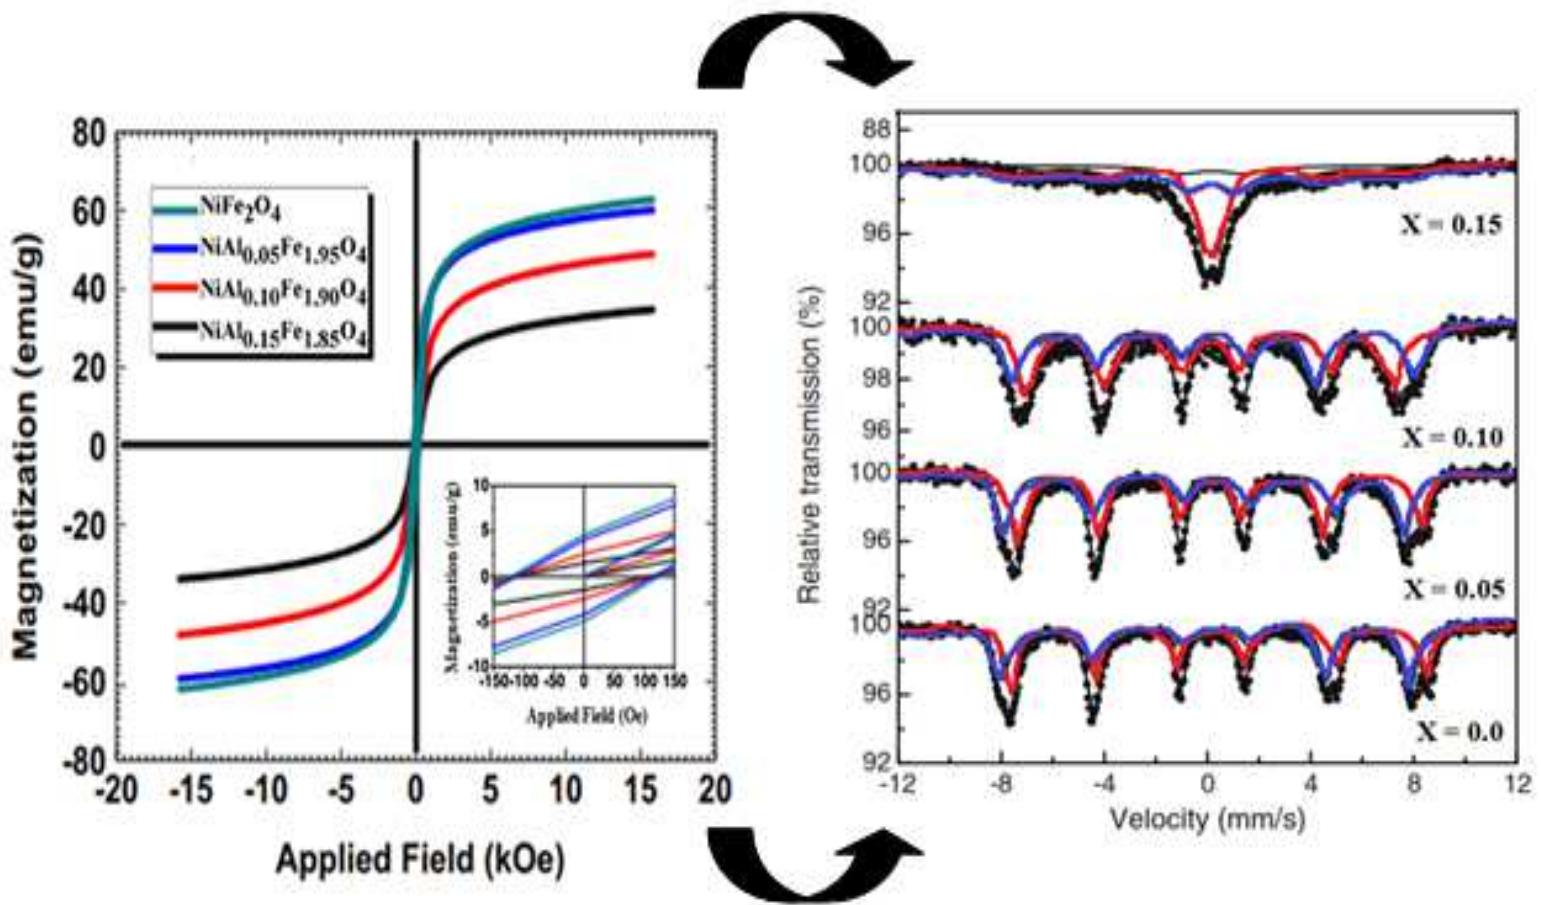 80
60
40
20
0
-20
-40
-60
-80
Magnetization (emu/g)
NiFe₂O₄
NiAl₀.₀₅Fe₁.₉₅O₄
NiAl₀.₁₀Fe₁.₉₀O₄
NiAl₀.₁₅Fe₁.₈₅O₄
10
5
0
-5
-10
XMagnetization (emu/g)
-150 -100 -50 0 50 100 150
Applied Field (Oe)
-20 -15 -10 -5 0 5 10 15 20
Applied Field (kOe)
88
100
96
92
100
98
96
100
96
92
100
96
92
Relative transmission (%)
X = 0.15
X = 0.10
X = 0.05
X = 0.0
-12 -8 -4 0 4 8 12
Velocity (mm/s)